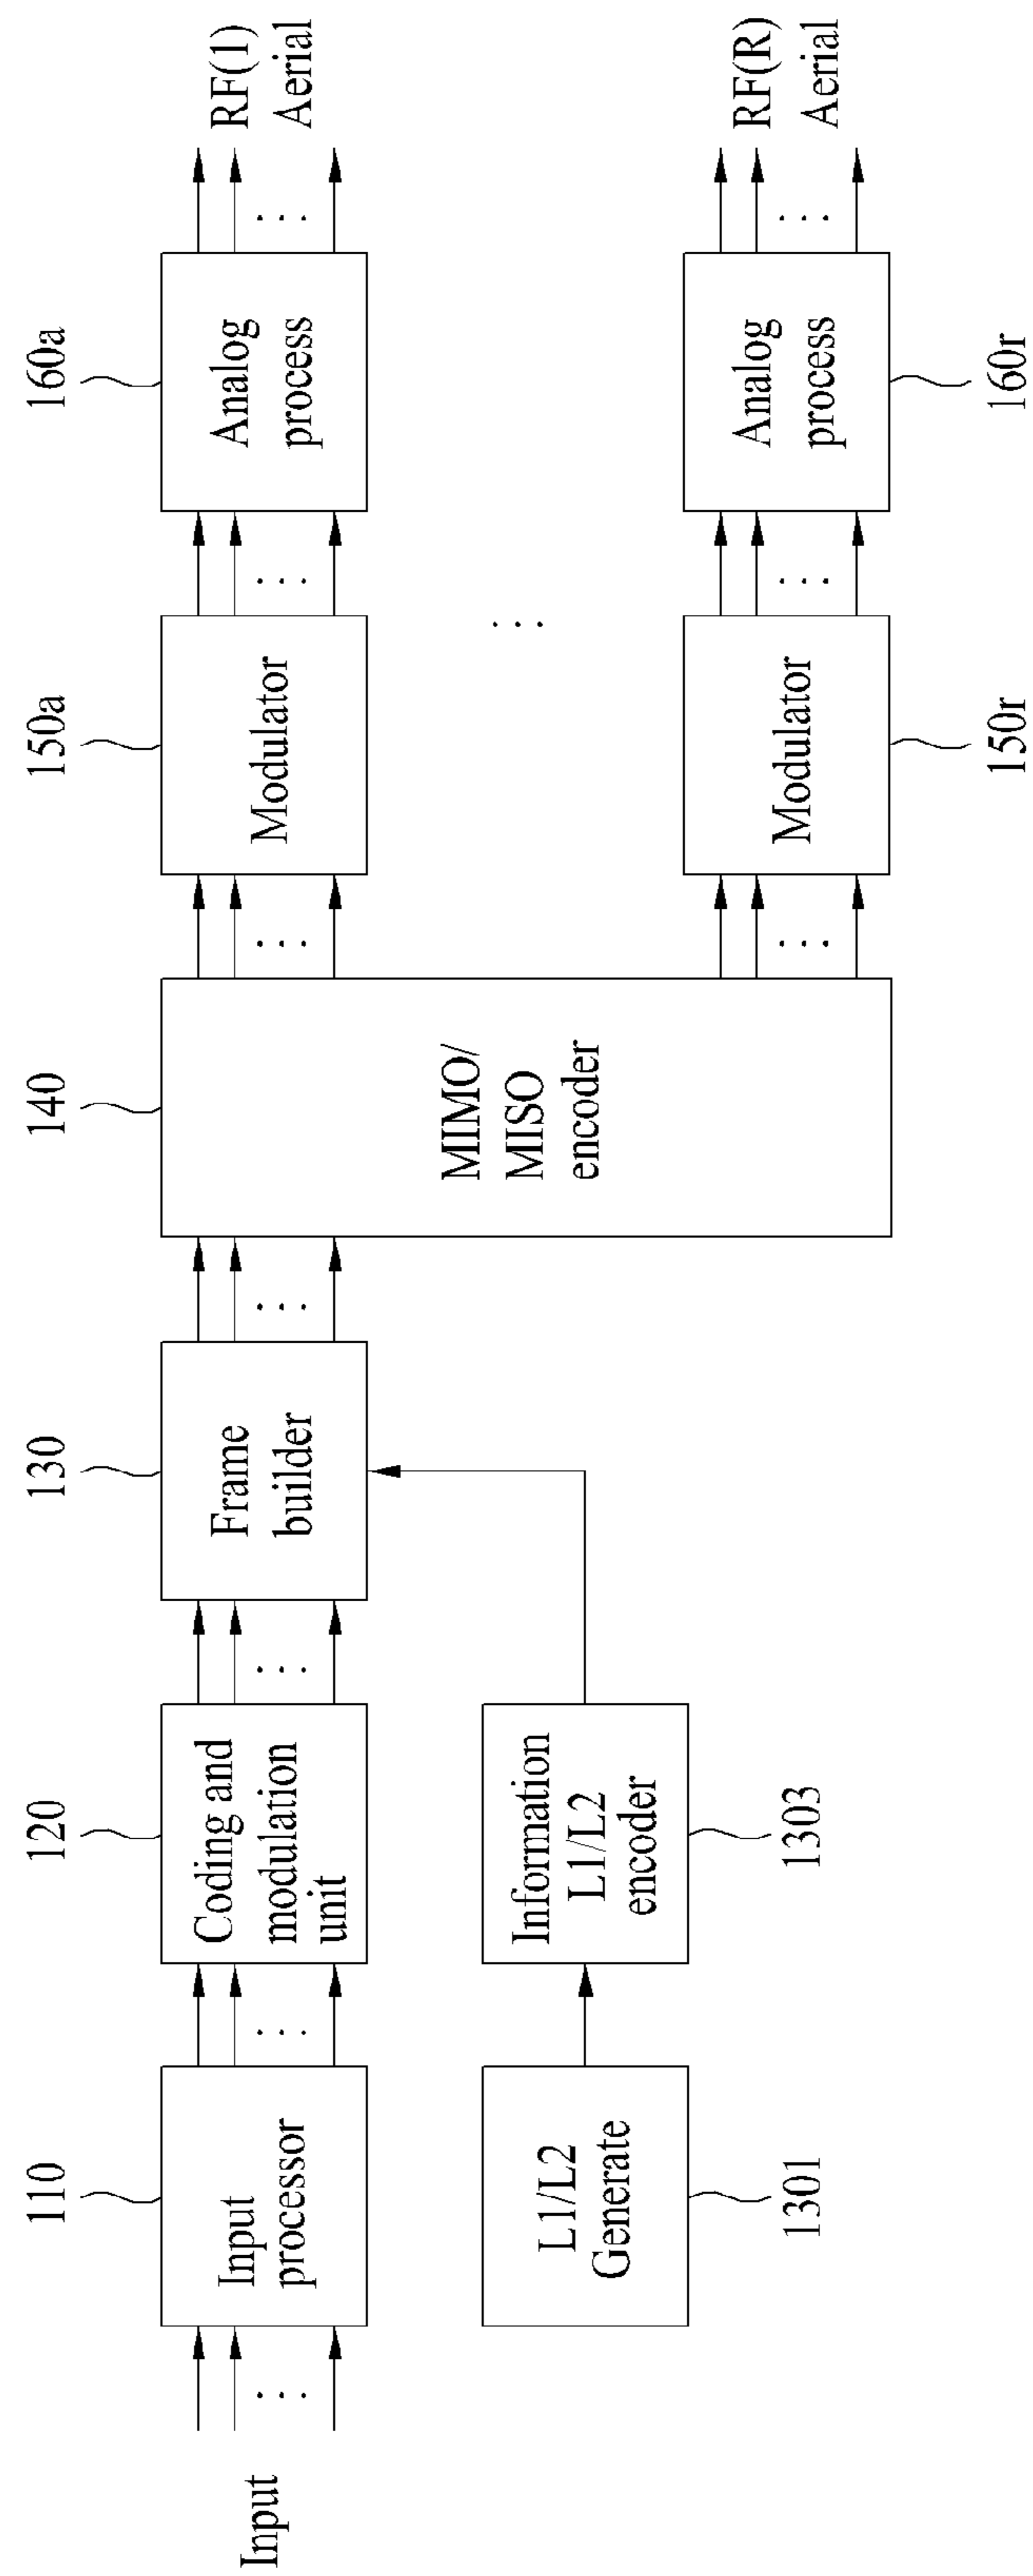 Input
110
Input
processor
120
Coding and
modulation
unit
130
Frame
builder
140
MIMO/
MISO
encoder
150a
Modulator
160a
Analog
process
RF(1)
Aerial
L1/L2
Generate
1301
Information
L1/L2
encoder
1303
...
Modulator
150r
Analog
process
160r
RF(R)
Aerial